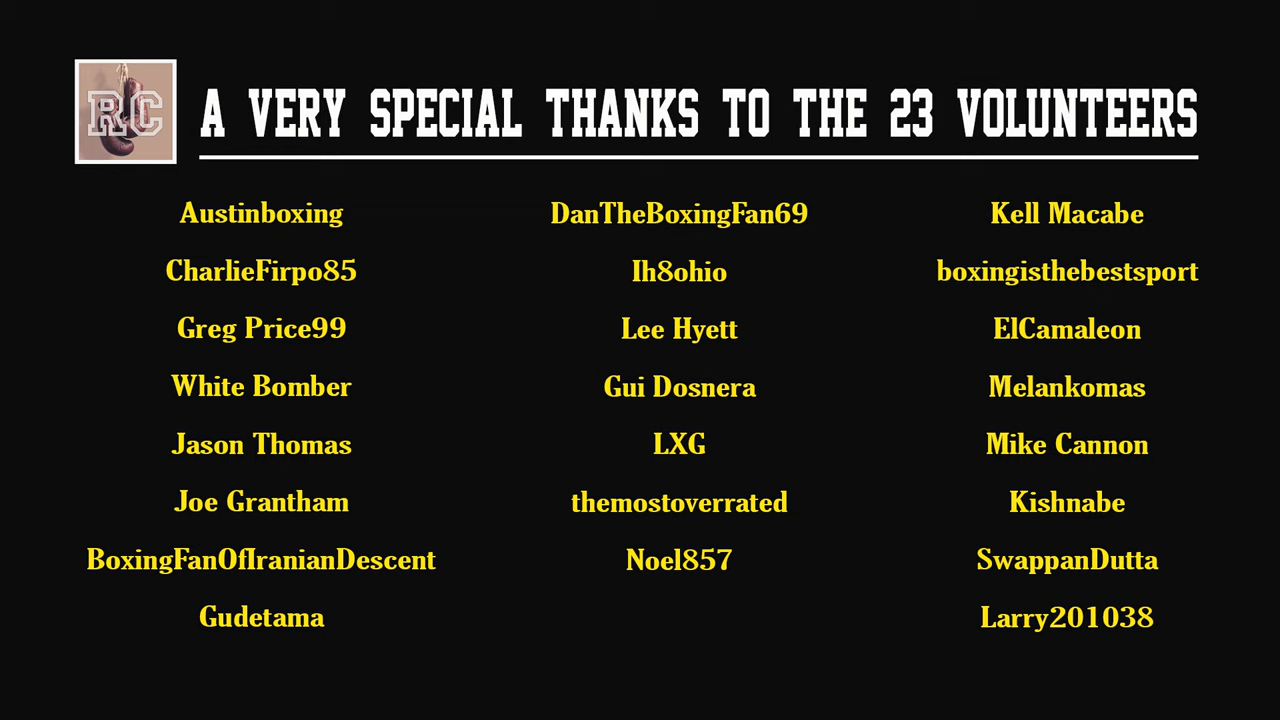 RC
A VERY SPECIAL THANKS TO THE 23 VOLUNTEERS
Austinboxing
CharlieFirpo85
Greg Price99
White Bomber
Jason Thomas
Joe Grantham
BoxingFanOfIranianDescent
Gudetama
DanTheBoxingFan69
Ih8ohio
Lee Hyett
Gui Dosnera
LXG
themostoverrated
Noel857
Kell Macabe
boxingisthebestsport
ElCamaleon
Melankomas
Mike Cannon
Kishnabe
SwappanDutta
Larry201038